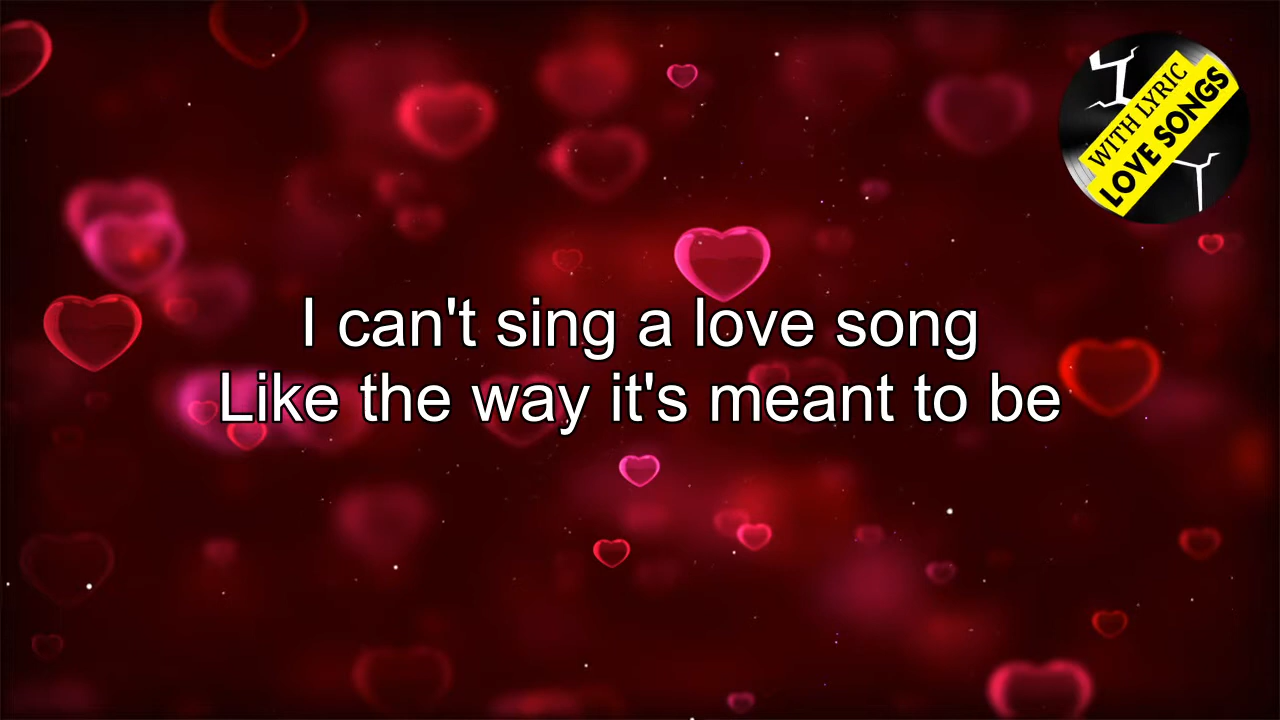 WITH LYRIC
LOVE SONGS
I can't sing a love song
Like the way it's meant to be